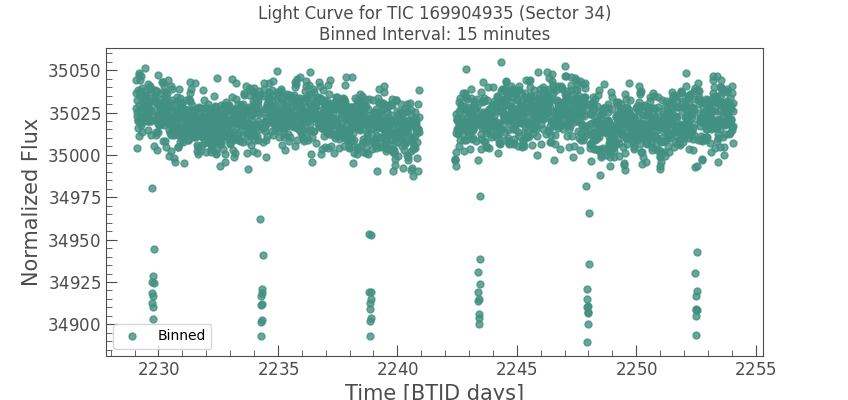 Light Curve for TIC 169904935 (Sector 34)
Binned Interval: 15 minutes
Normalized Flux
35050
35025
35000
34975
34950
34925
34900
Binned
2230
2235
2240
2245
2250
2255
Time [BTJD days]